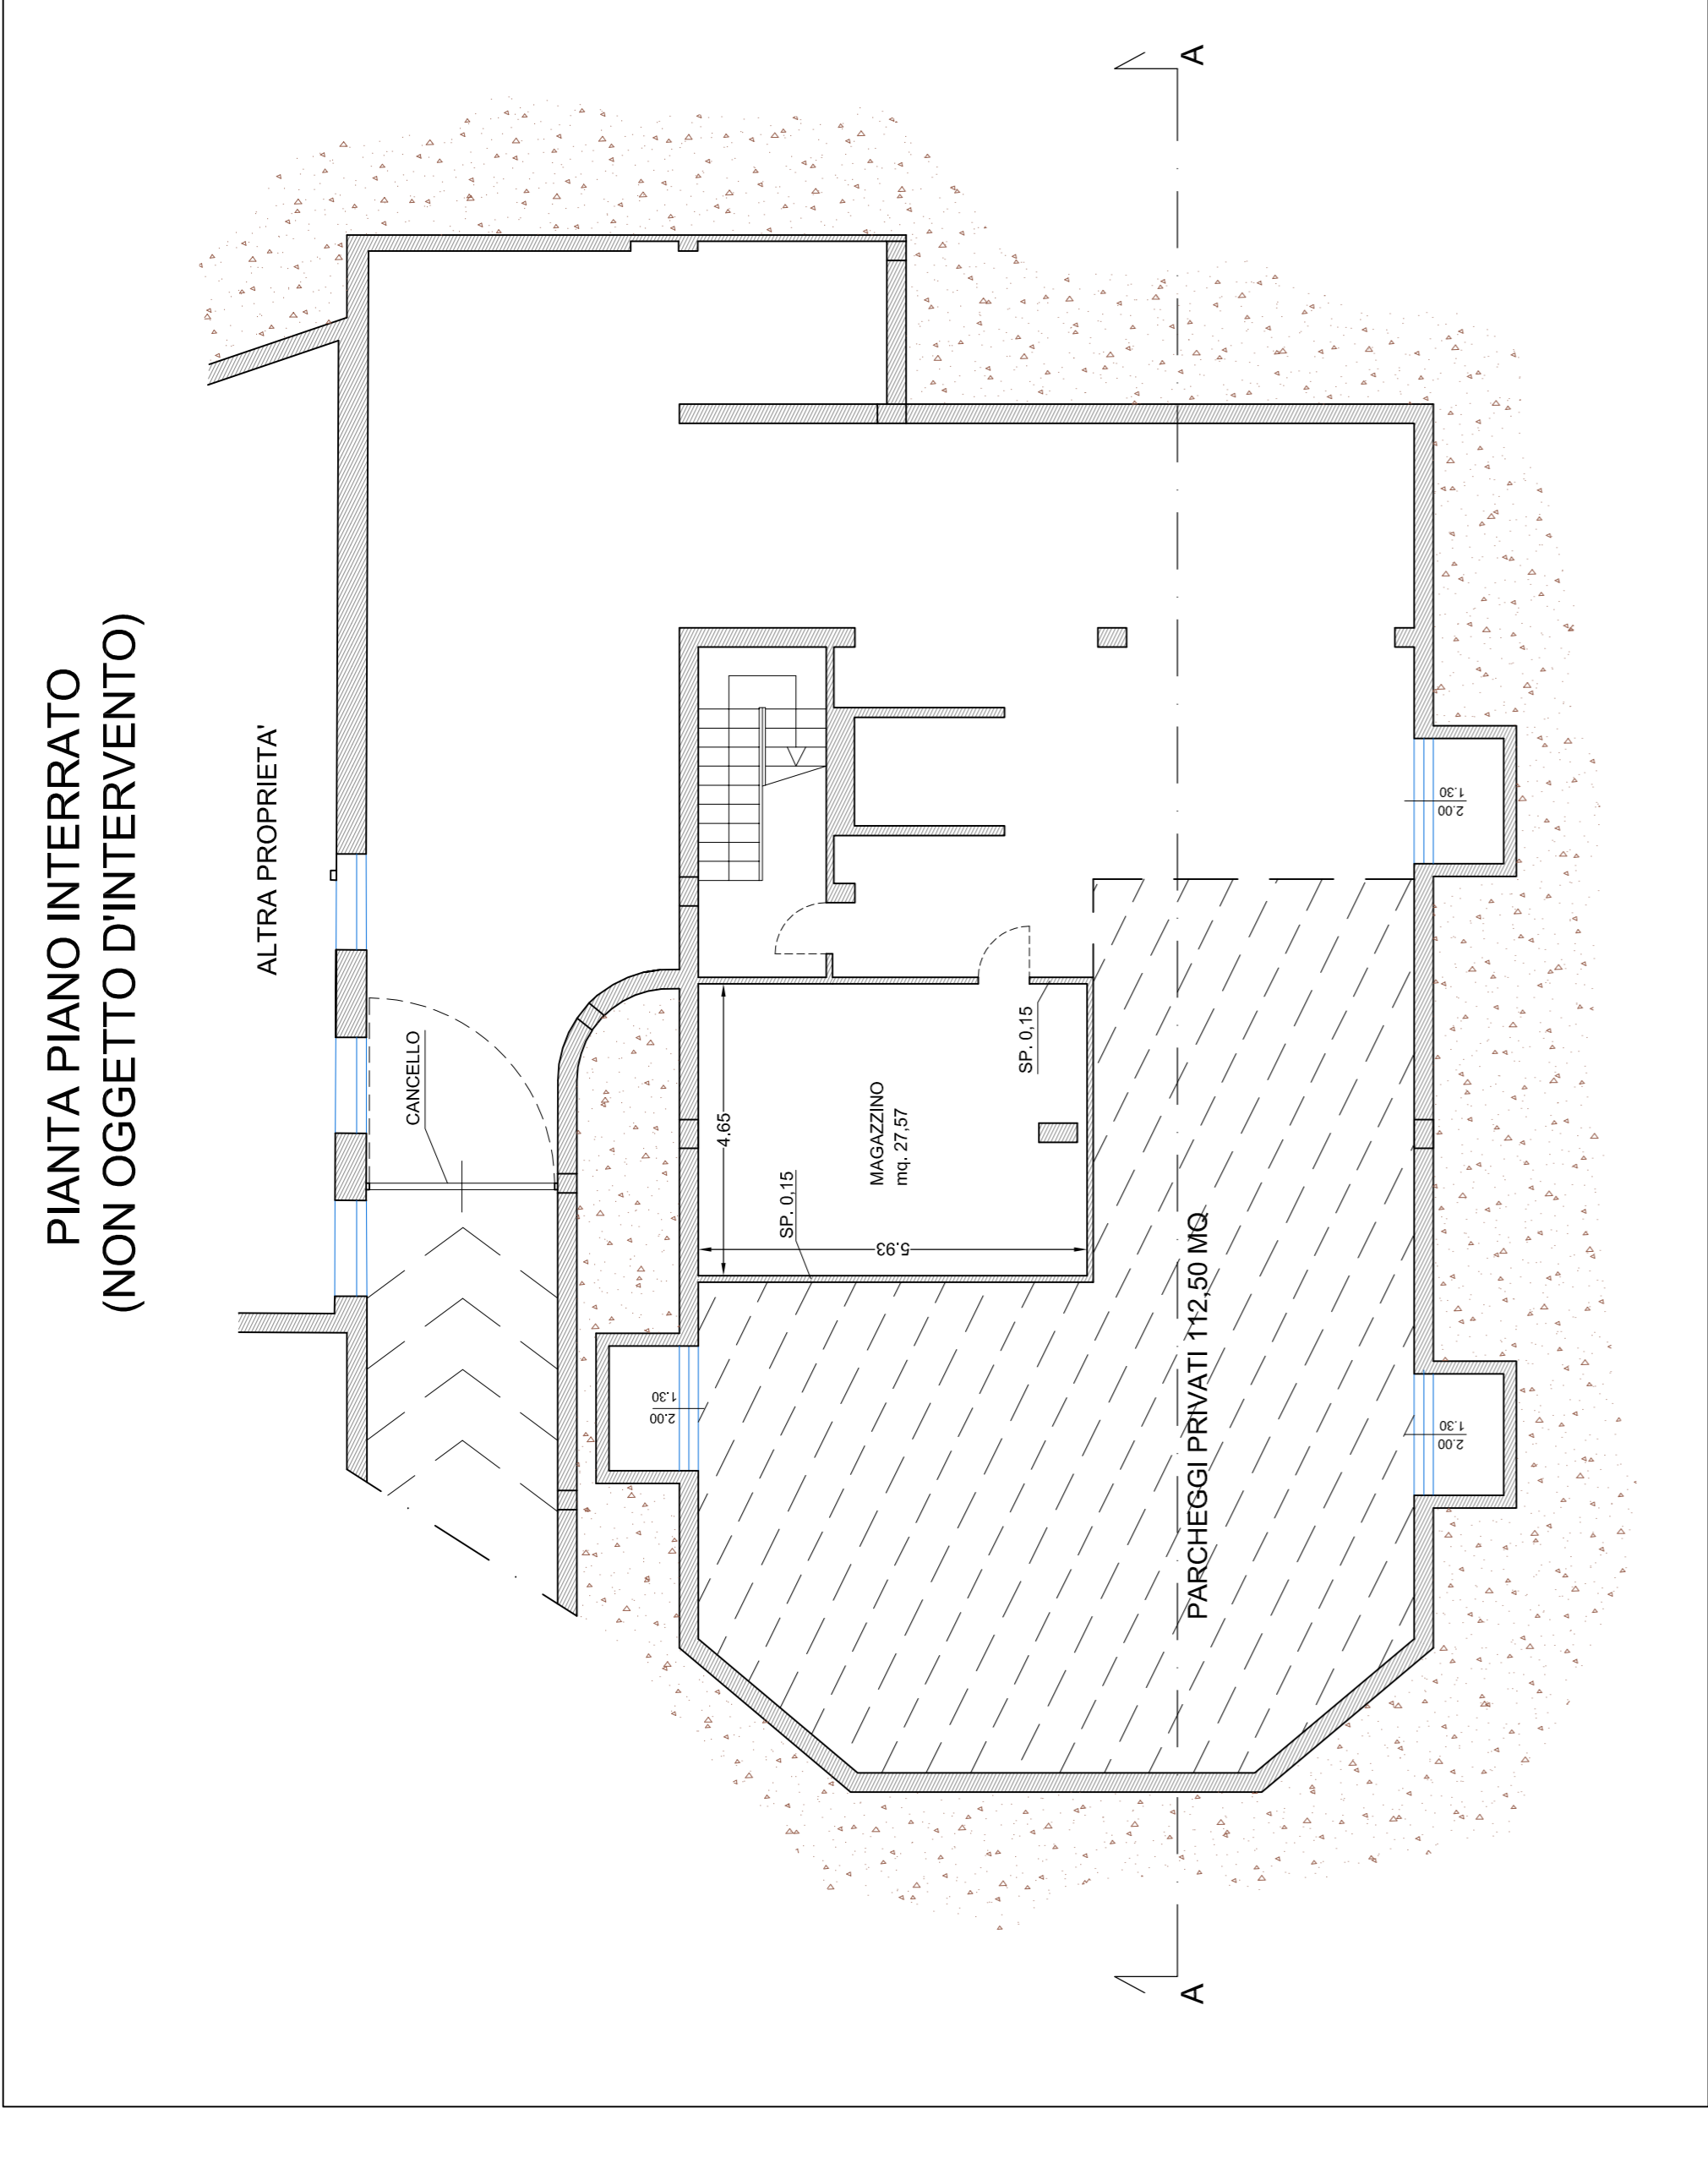 PIANTA PIANO INTERRATO
(NON OGGETTO D'INTERVENTO)
ALTRA PROPRIETA'
CANCELLO
1.30
2.00
4.65
SP. 0,15
MAGAZZINO
mq. 27,57
5.93
SP. 0,15
PARCHEGGI PRIVATI 112,50 MQ
A
A
1.30
2.00
1.30
2.00